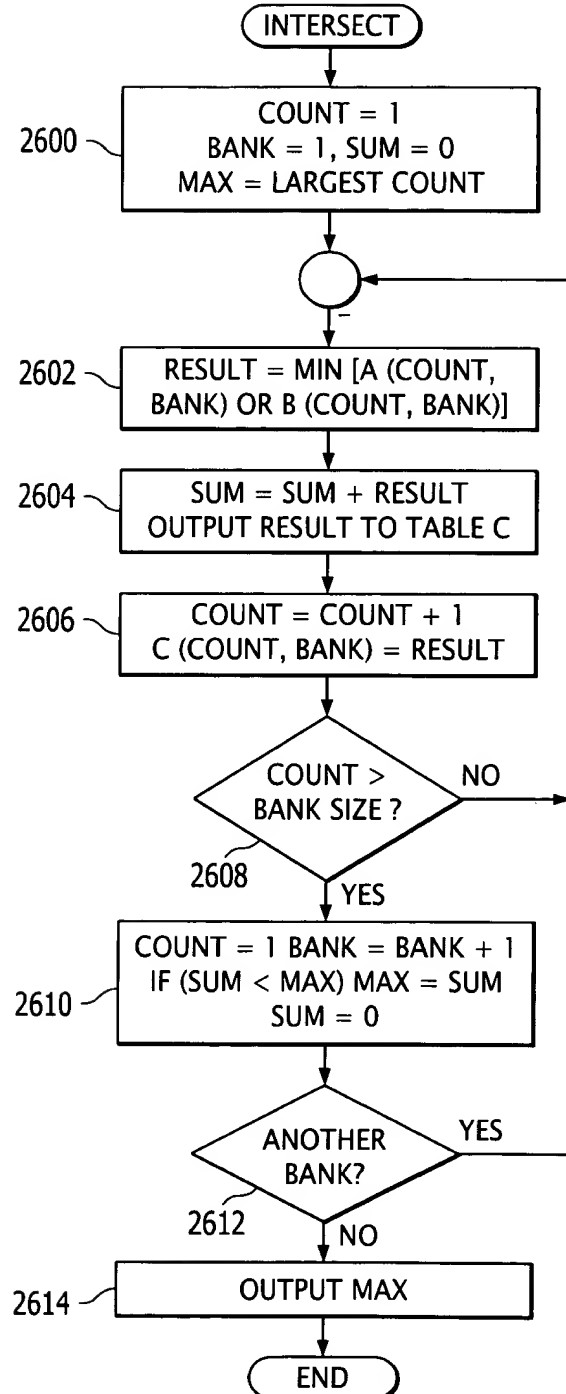 INTERSECT
COUNT = 1
2600
BANK = 1, SUM = 0
MAX = LARGEST COUNT
2602
RESULT = MIN [A (COUNT,
BANK) OR B (COUNT, BANK)]
2604
SUM = SUM + RESULT
OUTPUT RESULT TO TABLE C
2606
COUNT = COUNT + 1
C (COUNT, BANK) = RESULT
COUNT >
BANK SIZE ?
NO
2608
YES
COUNT = 1 BANK = BANK + 1
2610
IF (SUM < MAX) MAX = SUM
SUM = 0
ANOTHER
BANK?
YES
2612
NO
2614
OUTPUT MAX
END